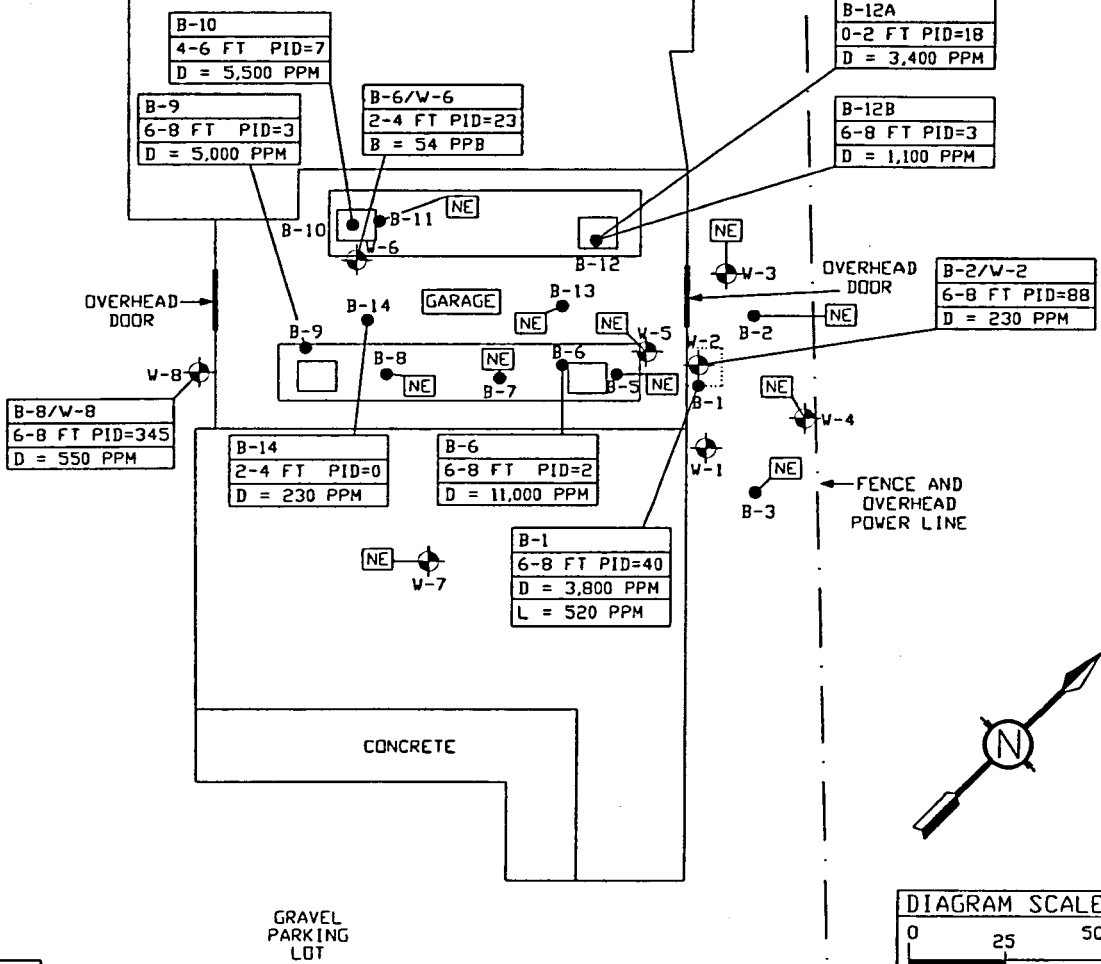 B-10
4-6 FT PID=7
D = 5,500 PPM
B-12A
0-2 FT PID=18
D = 3,400 PPM
B-9
6-8 FT PID=3
D = 5,000 PPM
B-6/W-6
2-4 FT PID=23
B = 54 PPB
B-12B
6-8 FT PID=3
D = 1,100 PPM
NE
B-10
B-11
W-6
B-12
NE
W-3
OVERHEAD
DOOR
B-2/W-2
6-8 FT PID=88
D = 230 PPM
OVERHEAD
DOOR
GARAGE
B-13
B-14
NE
NE
W-5
B-2
NE
B-9
W-2
W-8
B-8
NE
NE
B-7
B-6
B-5
NE
B-1
NE
W-4
B-8/W-8
6-8 FT PID=345
D = 550 PPM
B-14
2-4 FT PID=0
D = 230 PPM
B-6
6-8 FT PID=2
D = 11,000 PPM
W-1
NE
B-3
FENCE AND
OVERHEAD
POWER LINE
B-1
6-8 FT PID=40
D = 3,800 PPM
L = 520 PPM
NE
W-7
CONCRETE
N
GRAVEL
PARKING
LOT
DIAGRAM SCALE
0 25 50